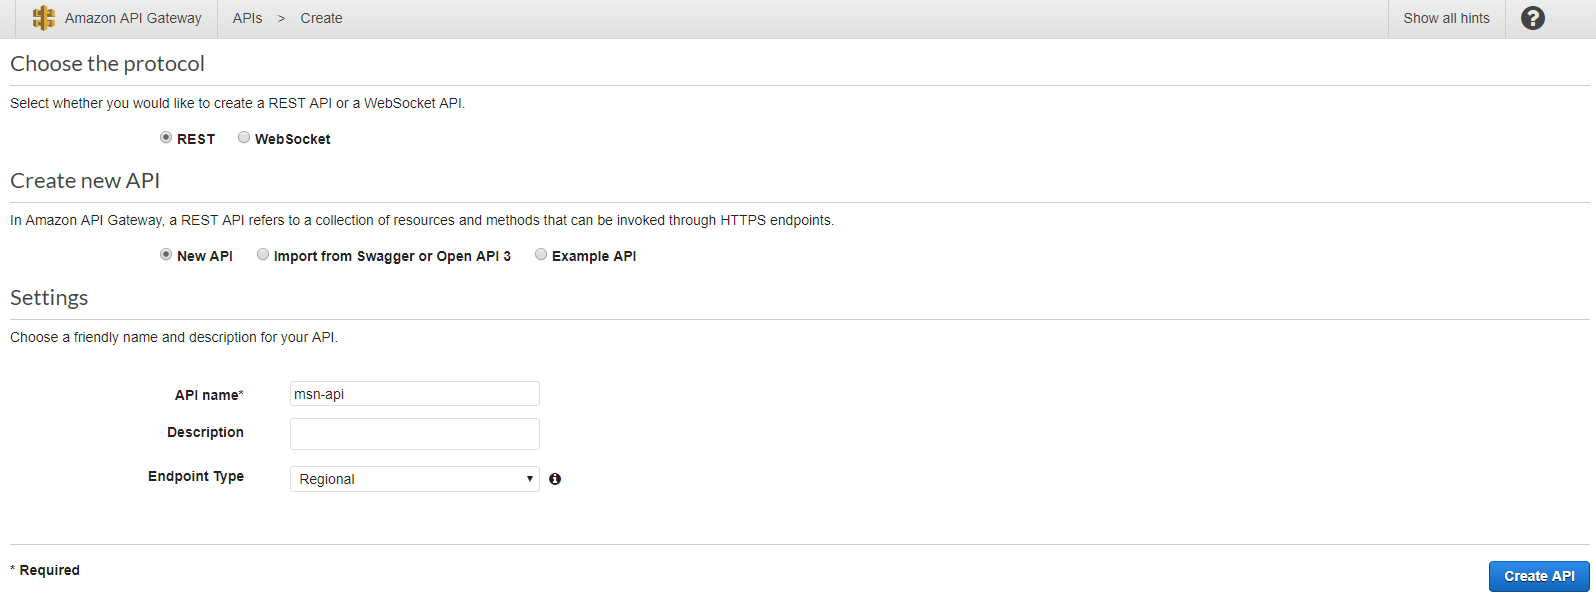 Amazon API Gateway APIs > Create Show all hints ?
Choose the protocol
Select whether you would like to create a REST API or a WebSocket API.
REST WebSocket
Create new API
In Amazon API Gateway, a REST API refers to a collection of resources and methods that can be invoked through HTTPS endpoints.
New API Import from Swagger or Open API 3 Example API
Settings
Choose a friendly name and description for your API.
API name* msn-api
Description
Endpoint Type Regional
* Required Create API